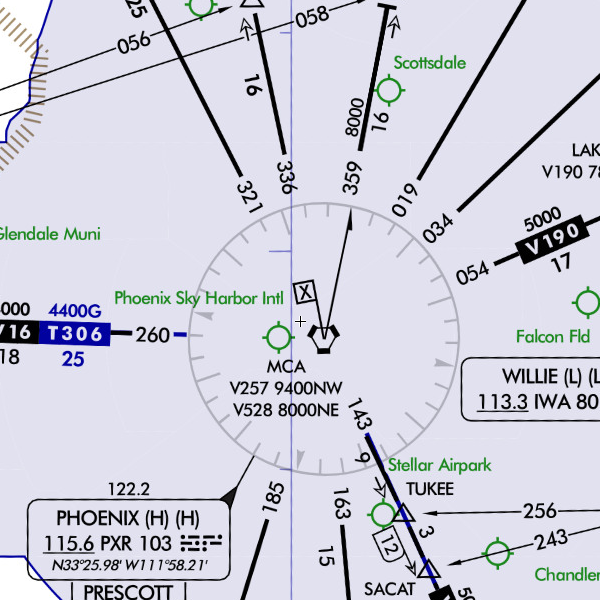 25
056
058
16
Scottsdale
8000
16
LAK
V190 78
321
336
359
019
034
Glendale Muni
5000
V190
17
054
Phoenix Sky Harbor Intl
X
000
4400G
V16
T306
260
18
25
Falcon Fld
MCA
V257 9400NW
V528 8000NE
WILLIE (L) (L
113.3 IWA 80
143
9
Stellar Airpark
122.2
185
163
TUKEE
PHOENIX (H) (H)
115.6 PXR 103
N33°25.98' W111°58.21'
256
3
243
12
15
Chandler
PRESCOTT
SACAT
50